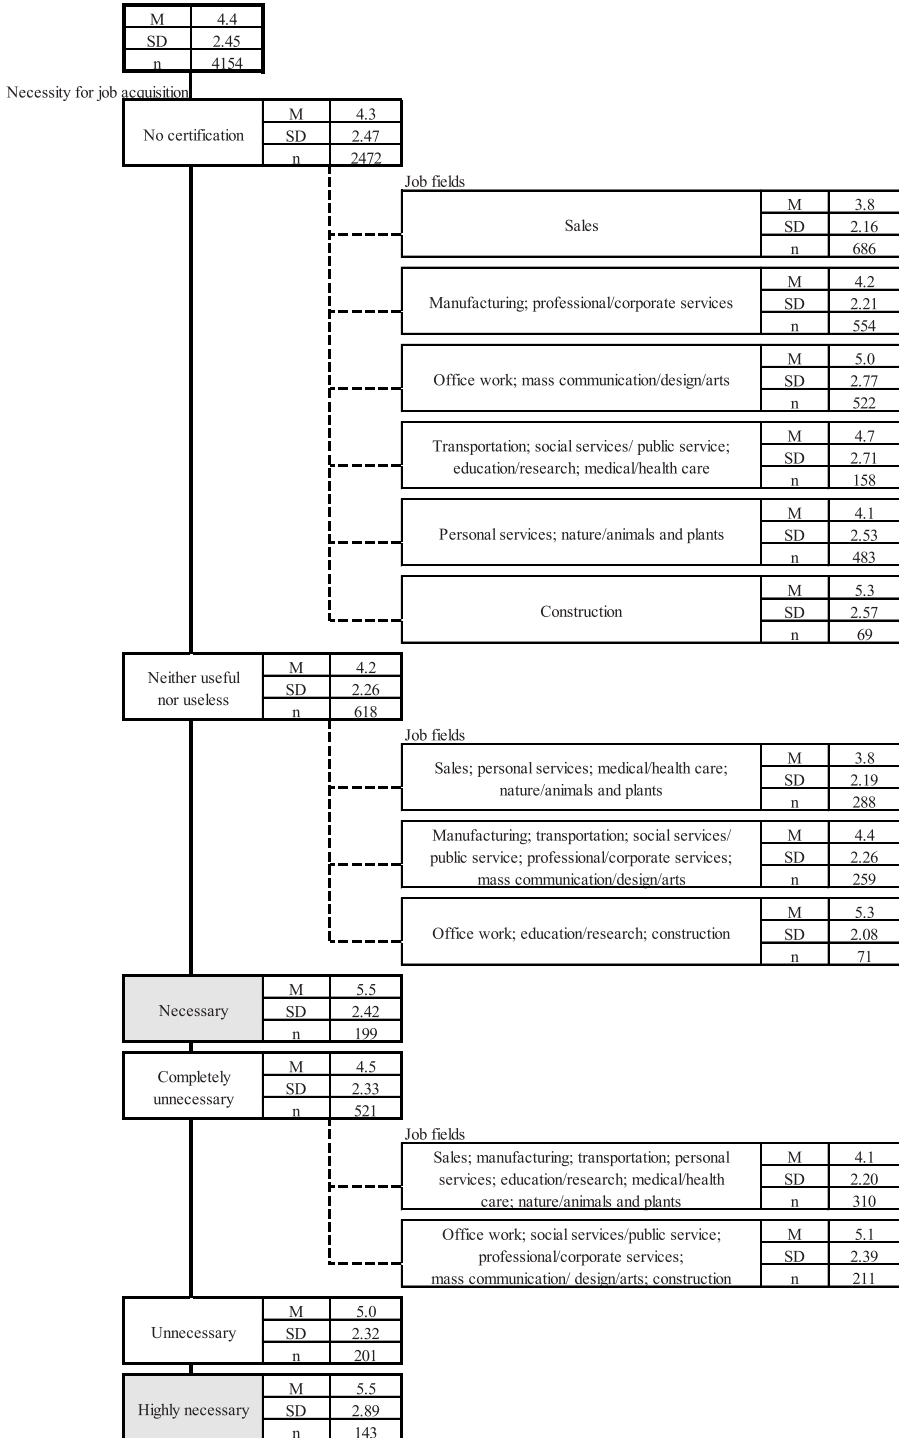 M 4.4
SD 2.45
n 4154
Necessity for job acquisition
No certification
M 4.3
SD 2.47
n 2472
Job fields
Sales
M 3.8
SD 2.16
n 686
Manufacturing; professional/corporate services
M 4.2
SD 2.21
n 554
Office work; mass communication/design/arts
M 5.0
SD 2.77
n 522
Transportation; social services/ public service;
education/research; medical/health care
M 4.7
SD 2.71
n 158
Personal services; nature/animals and plants
M 4.1
SD 2.53
n 483
Construction
M 5.3
SD 2.57
n 69
Neither useful
nor useless
M 4.2
SD 2.26
n 618
Job fields
Sales; personal services; medical/health care;
nature/animals and plants
M 3.8
SD 2.19
n 288
Manufacturing; transportation; social services/
public service; professional/corporate services;
mass communication/design/arts
M 4.4
SD 2.26
n 259
Office work; education/research; construction
M 5.3
SD 2.08
n 71
Necessary
M 5.5
SD 2.42
n 199
Completely
unnecessary
M 4.5
SD 2.33
n 521
Job fields
Sales; manufacturing; transportation; personal
services; education/research; medical/health
care; nature/animals and plants
M 4.1
SD 2.20
n 310
Office work; social services/public service;
professional/corporate services;
mass communication/ design/arts; construction
M 5.1
SD 2.39
n 211
Unnecessary
M 5.0
SD 2.32
n 201
Highly necessary
M 5.5
SD 2.89
n 143